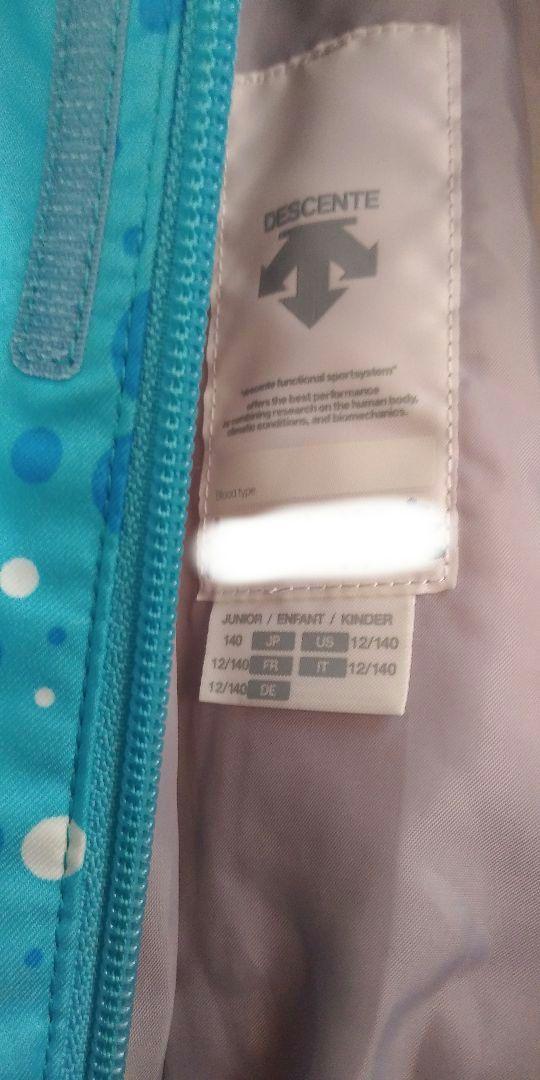 DESCENTE
"descente functional sportsystem"
offers the best performance
combining research on the human body,
climatic conditions, and biomechanics.
Blood type
JUNIOR / ENFANT / KINDER
140 JP US 12/140
12/140 FR IT 12/140
12/140 DE